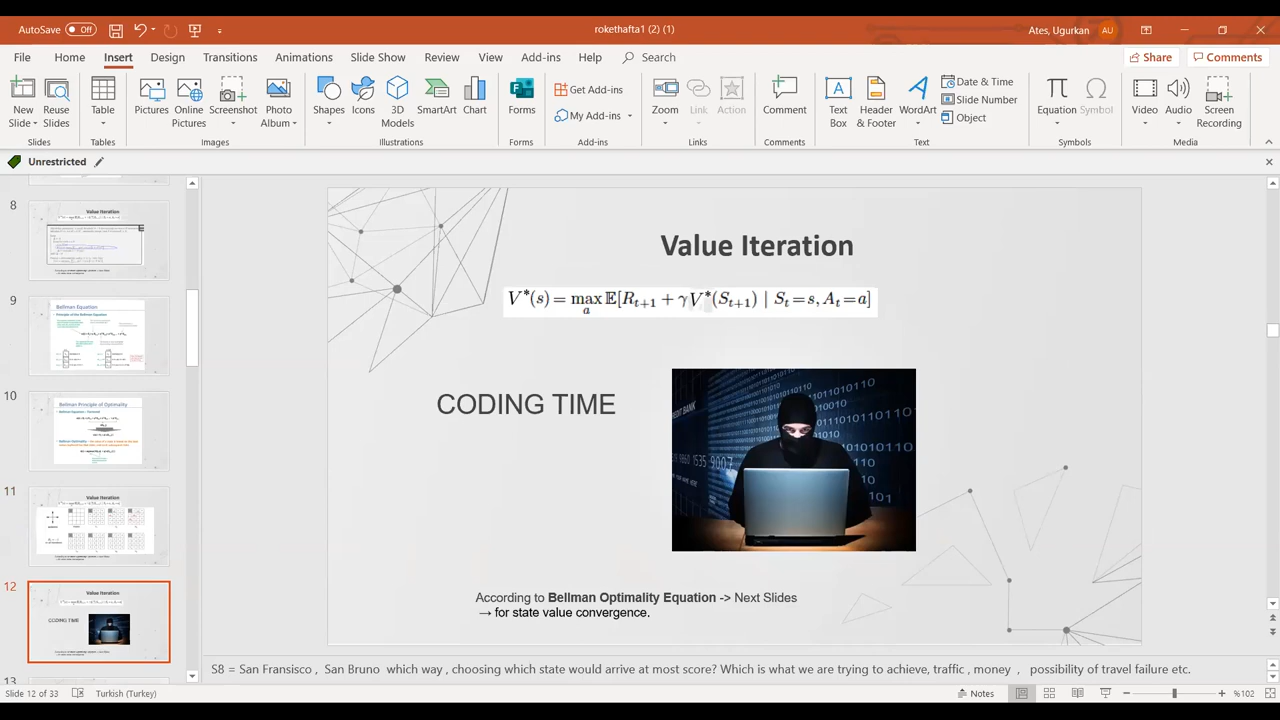 AutoSave Off
rokethafta1 (2) (1)
Ates, Ugurkan AU
File Home Insert Design Transitions Animations Slide Show Review View Add-ins Help Search
Share Comments
New Slide Reuse Slides Table Pictures Online Pictures Screenshot Photo Album Shapes Icons 3D Models SmartArt Chart Forms Get Add-ins My Add-ins Zoom Link Action Comment Text Box Header & Footer WordArt Date & Time Slide Number Object Equation Symbol Video Audio Screen Recording
Slides Tables Images Illustrations Forms Add-ins Links Comments Text Symbols Media
Unrestricted
8
Value Iteration
9
Bellman Equation
10
Bellman Principle of Optimality
11
Value Iteration
12
Value Iteration
CODING TIME
13
Value Iteration
V*(s) = max_a 𝔼[R_{t+1} + γV*(S_{t+1}) | S_t = s, A_t = a]
CODING TIME
According to Bellman Optimality Equation -> Next Slides
→ for state value convergence.
S8 = San Fransisco , San Bruno which way , choosing which state would arrive at most score? Which is what we are trying to achieve, traffic , money , possibility of travel failure etc.
Slide 12 of 33 Turkish (Turkey) Notes %102